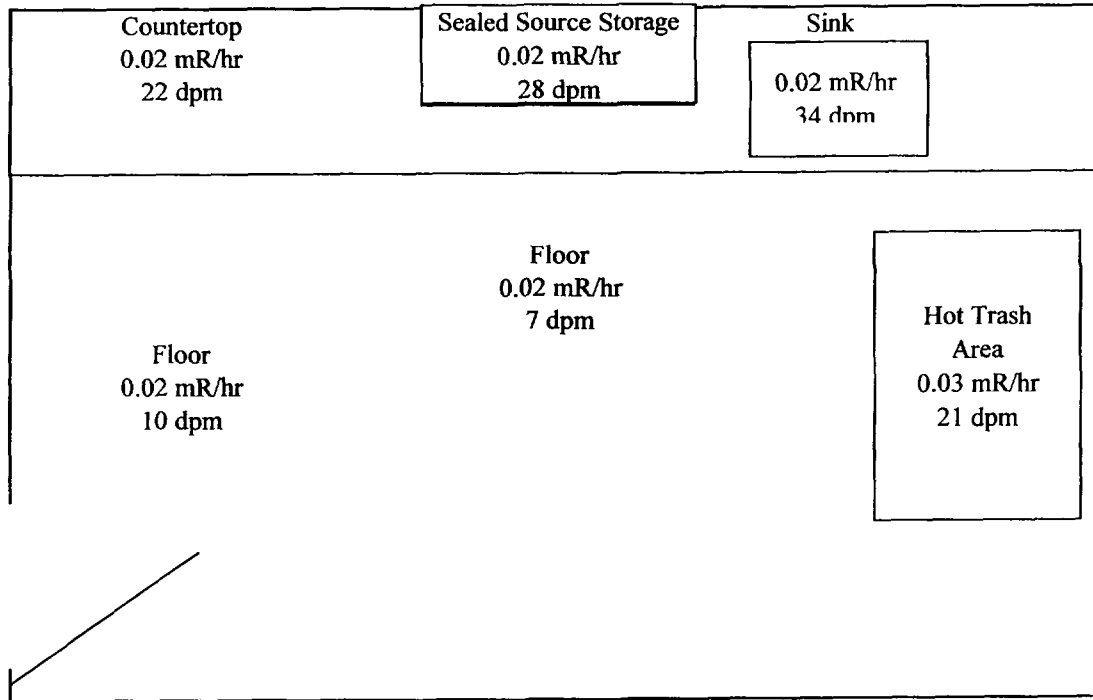 Countertop
0.02 mR/hr
22 dpm
Sealed Source Storage
0.02 mR/hr
28 dpm
Sink
0.02 mR/hr
34 dpm
Floor
0.02 mR/hr
7 dpm
Floor
0.02 mR/hr
10 dpm
Hot Trash
Area
0.03 mR/hr
21 dpm